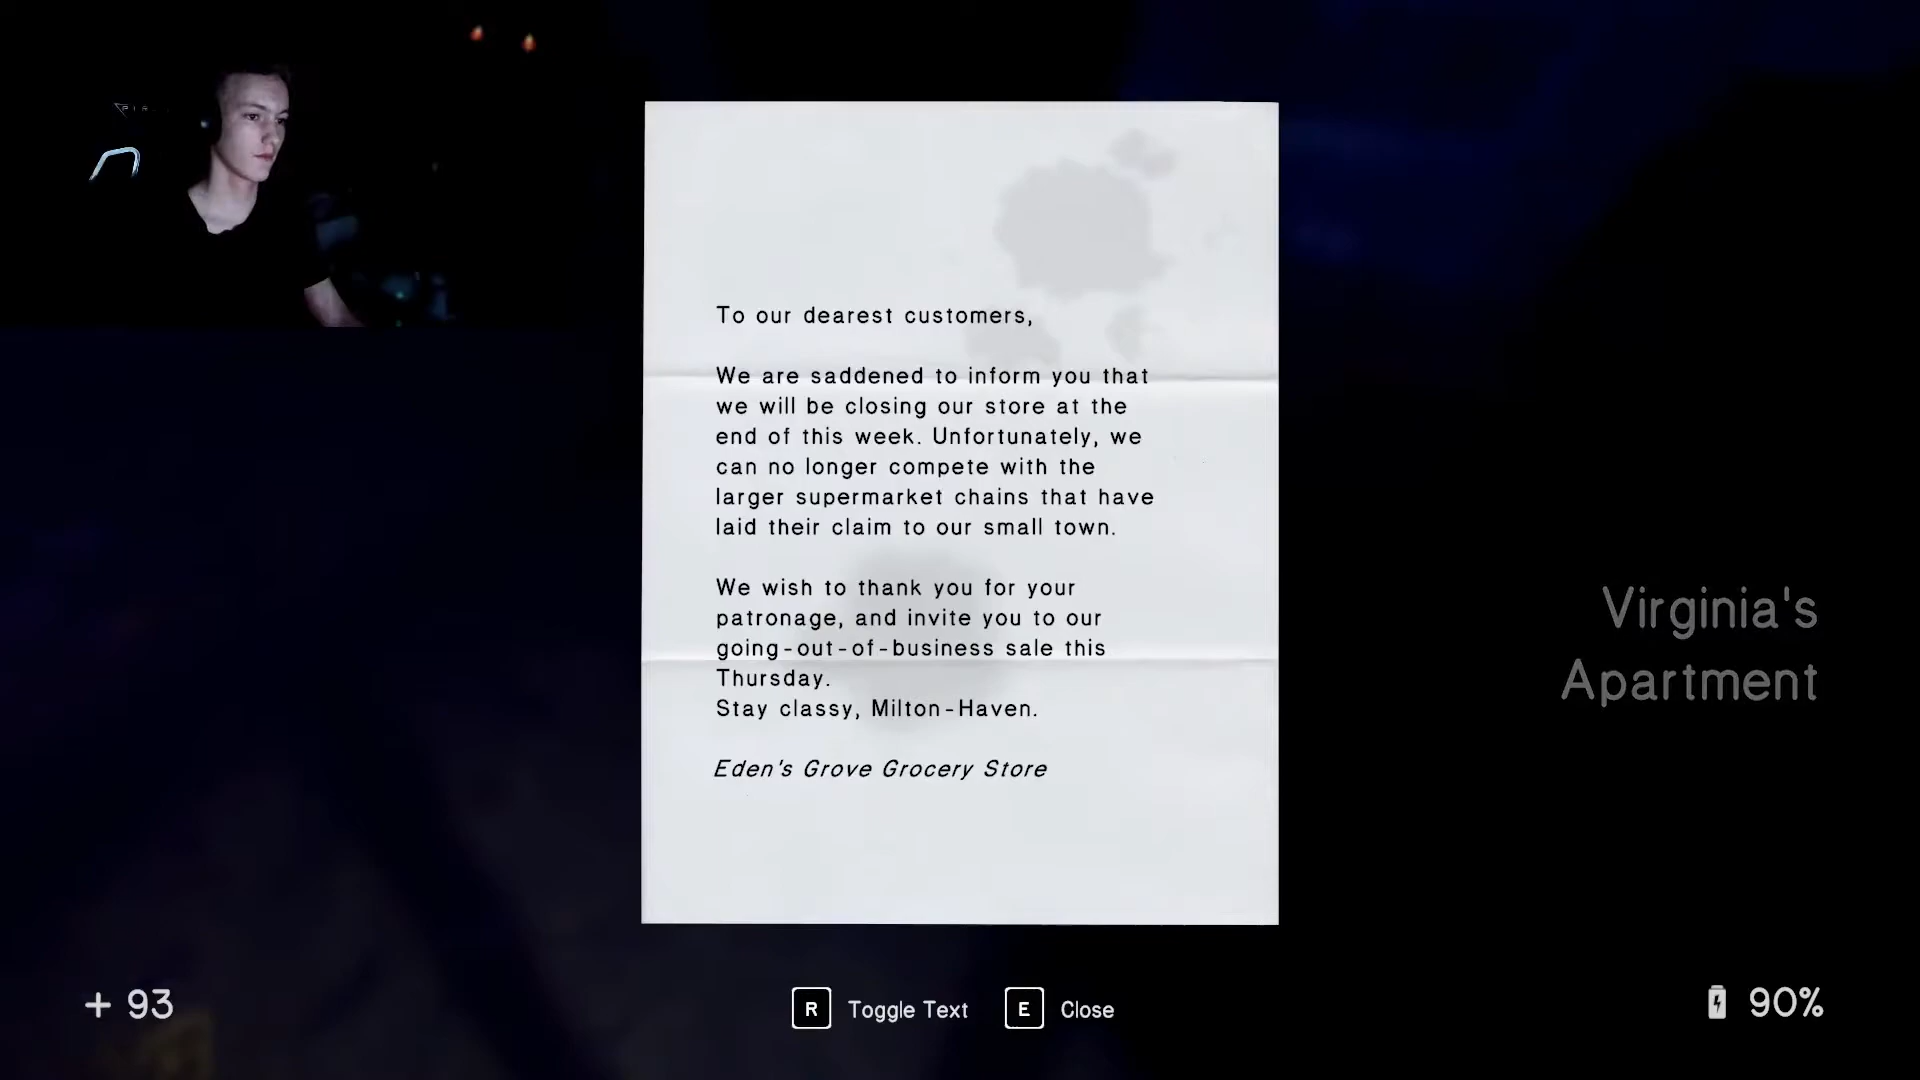 To our dearest customers,
We are saddened to inform you that
we will be closing our store at the
end of this week. Unfortunately, we
can no longer compete with the
larger supermarket chains that have
laid their claim to our small town.
We wish to thank you for your
patronage, and invite you to our
going-out-of-business sale this
Thursday.
Stay classy, Milton-Haven.
Eden's Grove Grocery Store
Virginia's
Apartment
+ 93
R Toggle Text E Close
90%